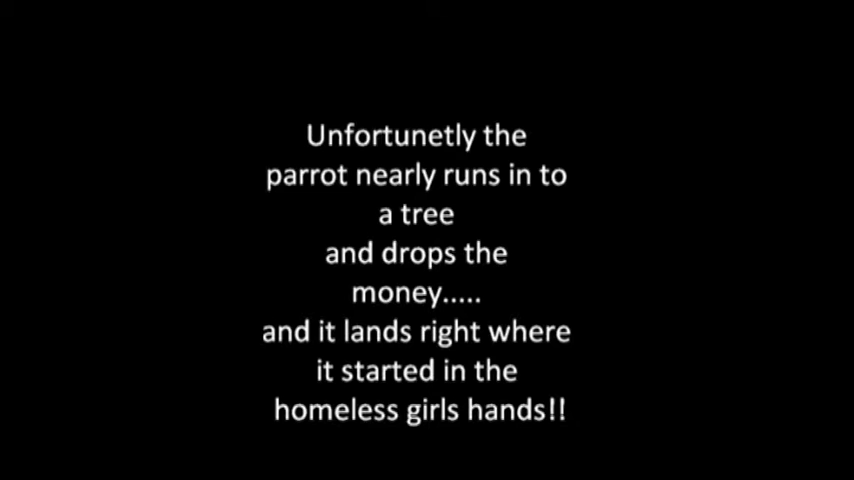 Unfortunetly the
parrot nearly runs in to
a tree
and drops the
money.....
and it lands right where
it started in the
homeless girls hands!!